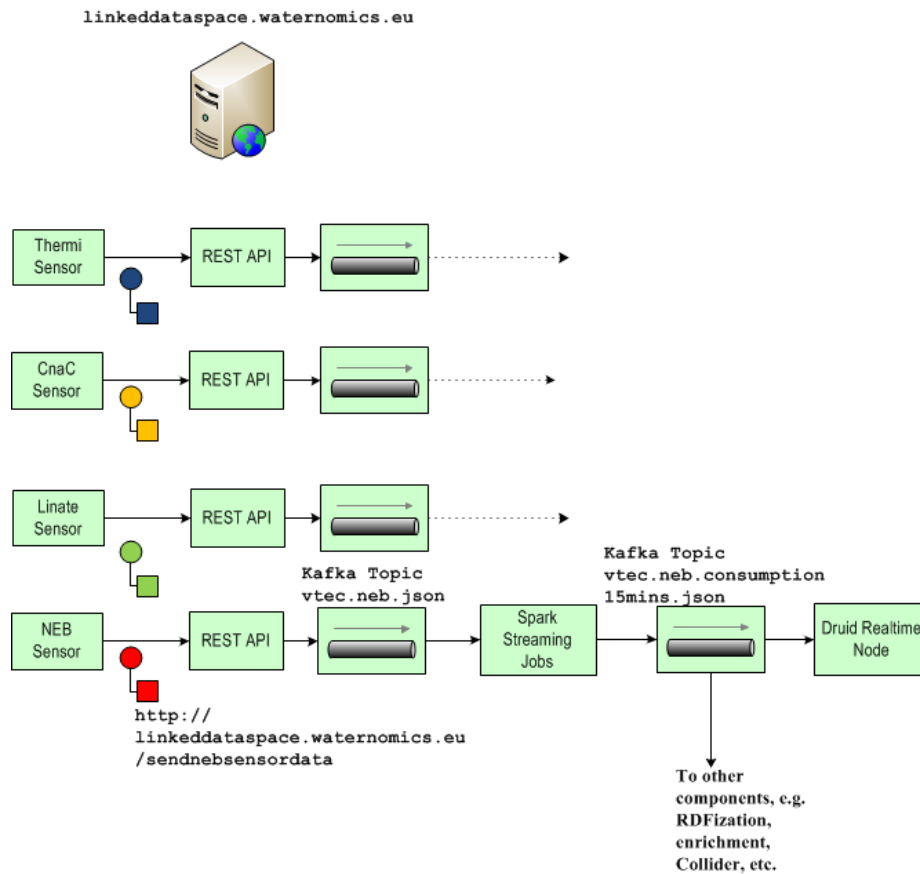 linkeddataspace.waternomics.eu
Thermi
Sensor
REST API
CnaC
Sensor
REST API
Linate
Sensor
REST API
Kafka Topic
vtec.neb.json
Kafka Topic
vtec.neb.consumption
15mins.json
NEB
Sensor
REST API
Spark
Streaming
Jobs
Druid Realtime
Node
http://
linkeddataspace.waternomics.eu
/sendnebsensordata
To other
components, e.g.
RDFization,
enrichment,
Collider, etc.